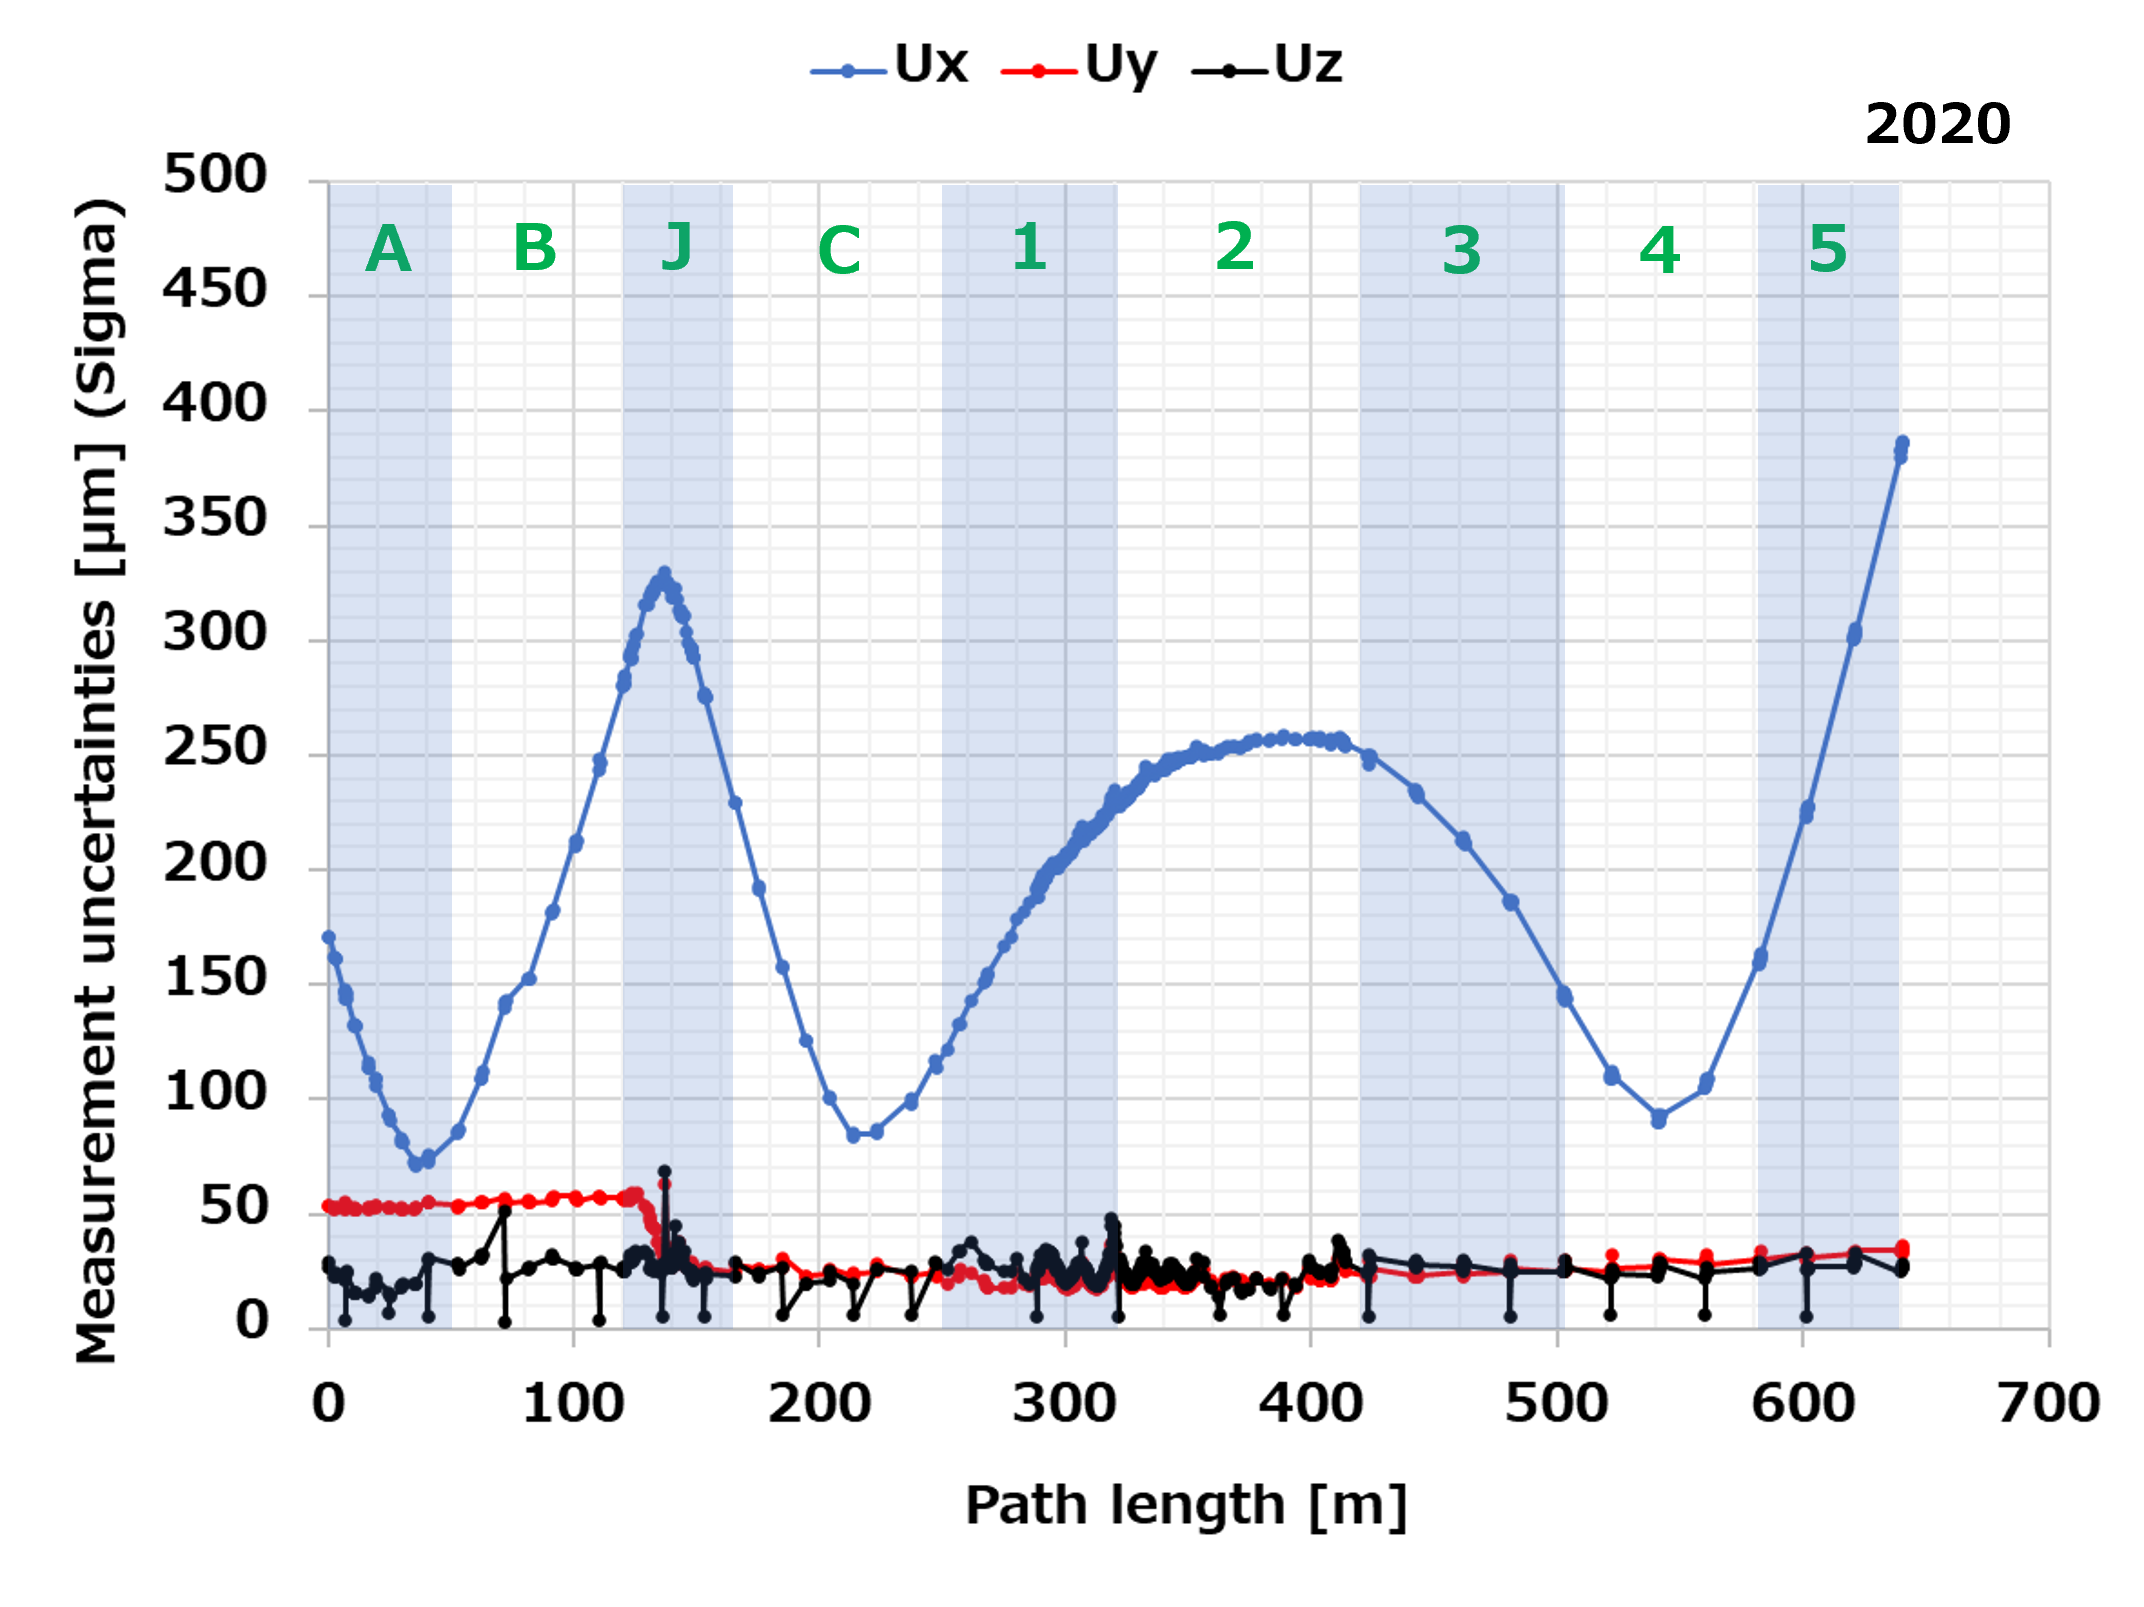 Ux Uy Uz
2020
Measurement uncertainties [µm] (Sigma)
500
450
400
350
300
250
200
150
100
50
0
A B J C 1 2 3 4 5
0 100 200 300 400 500 600 700
Path length [m]